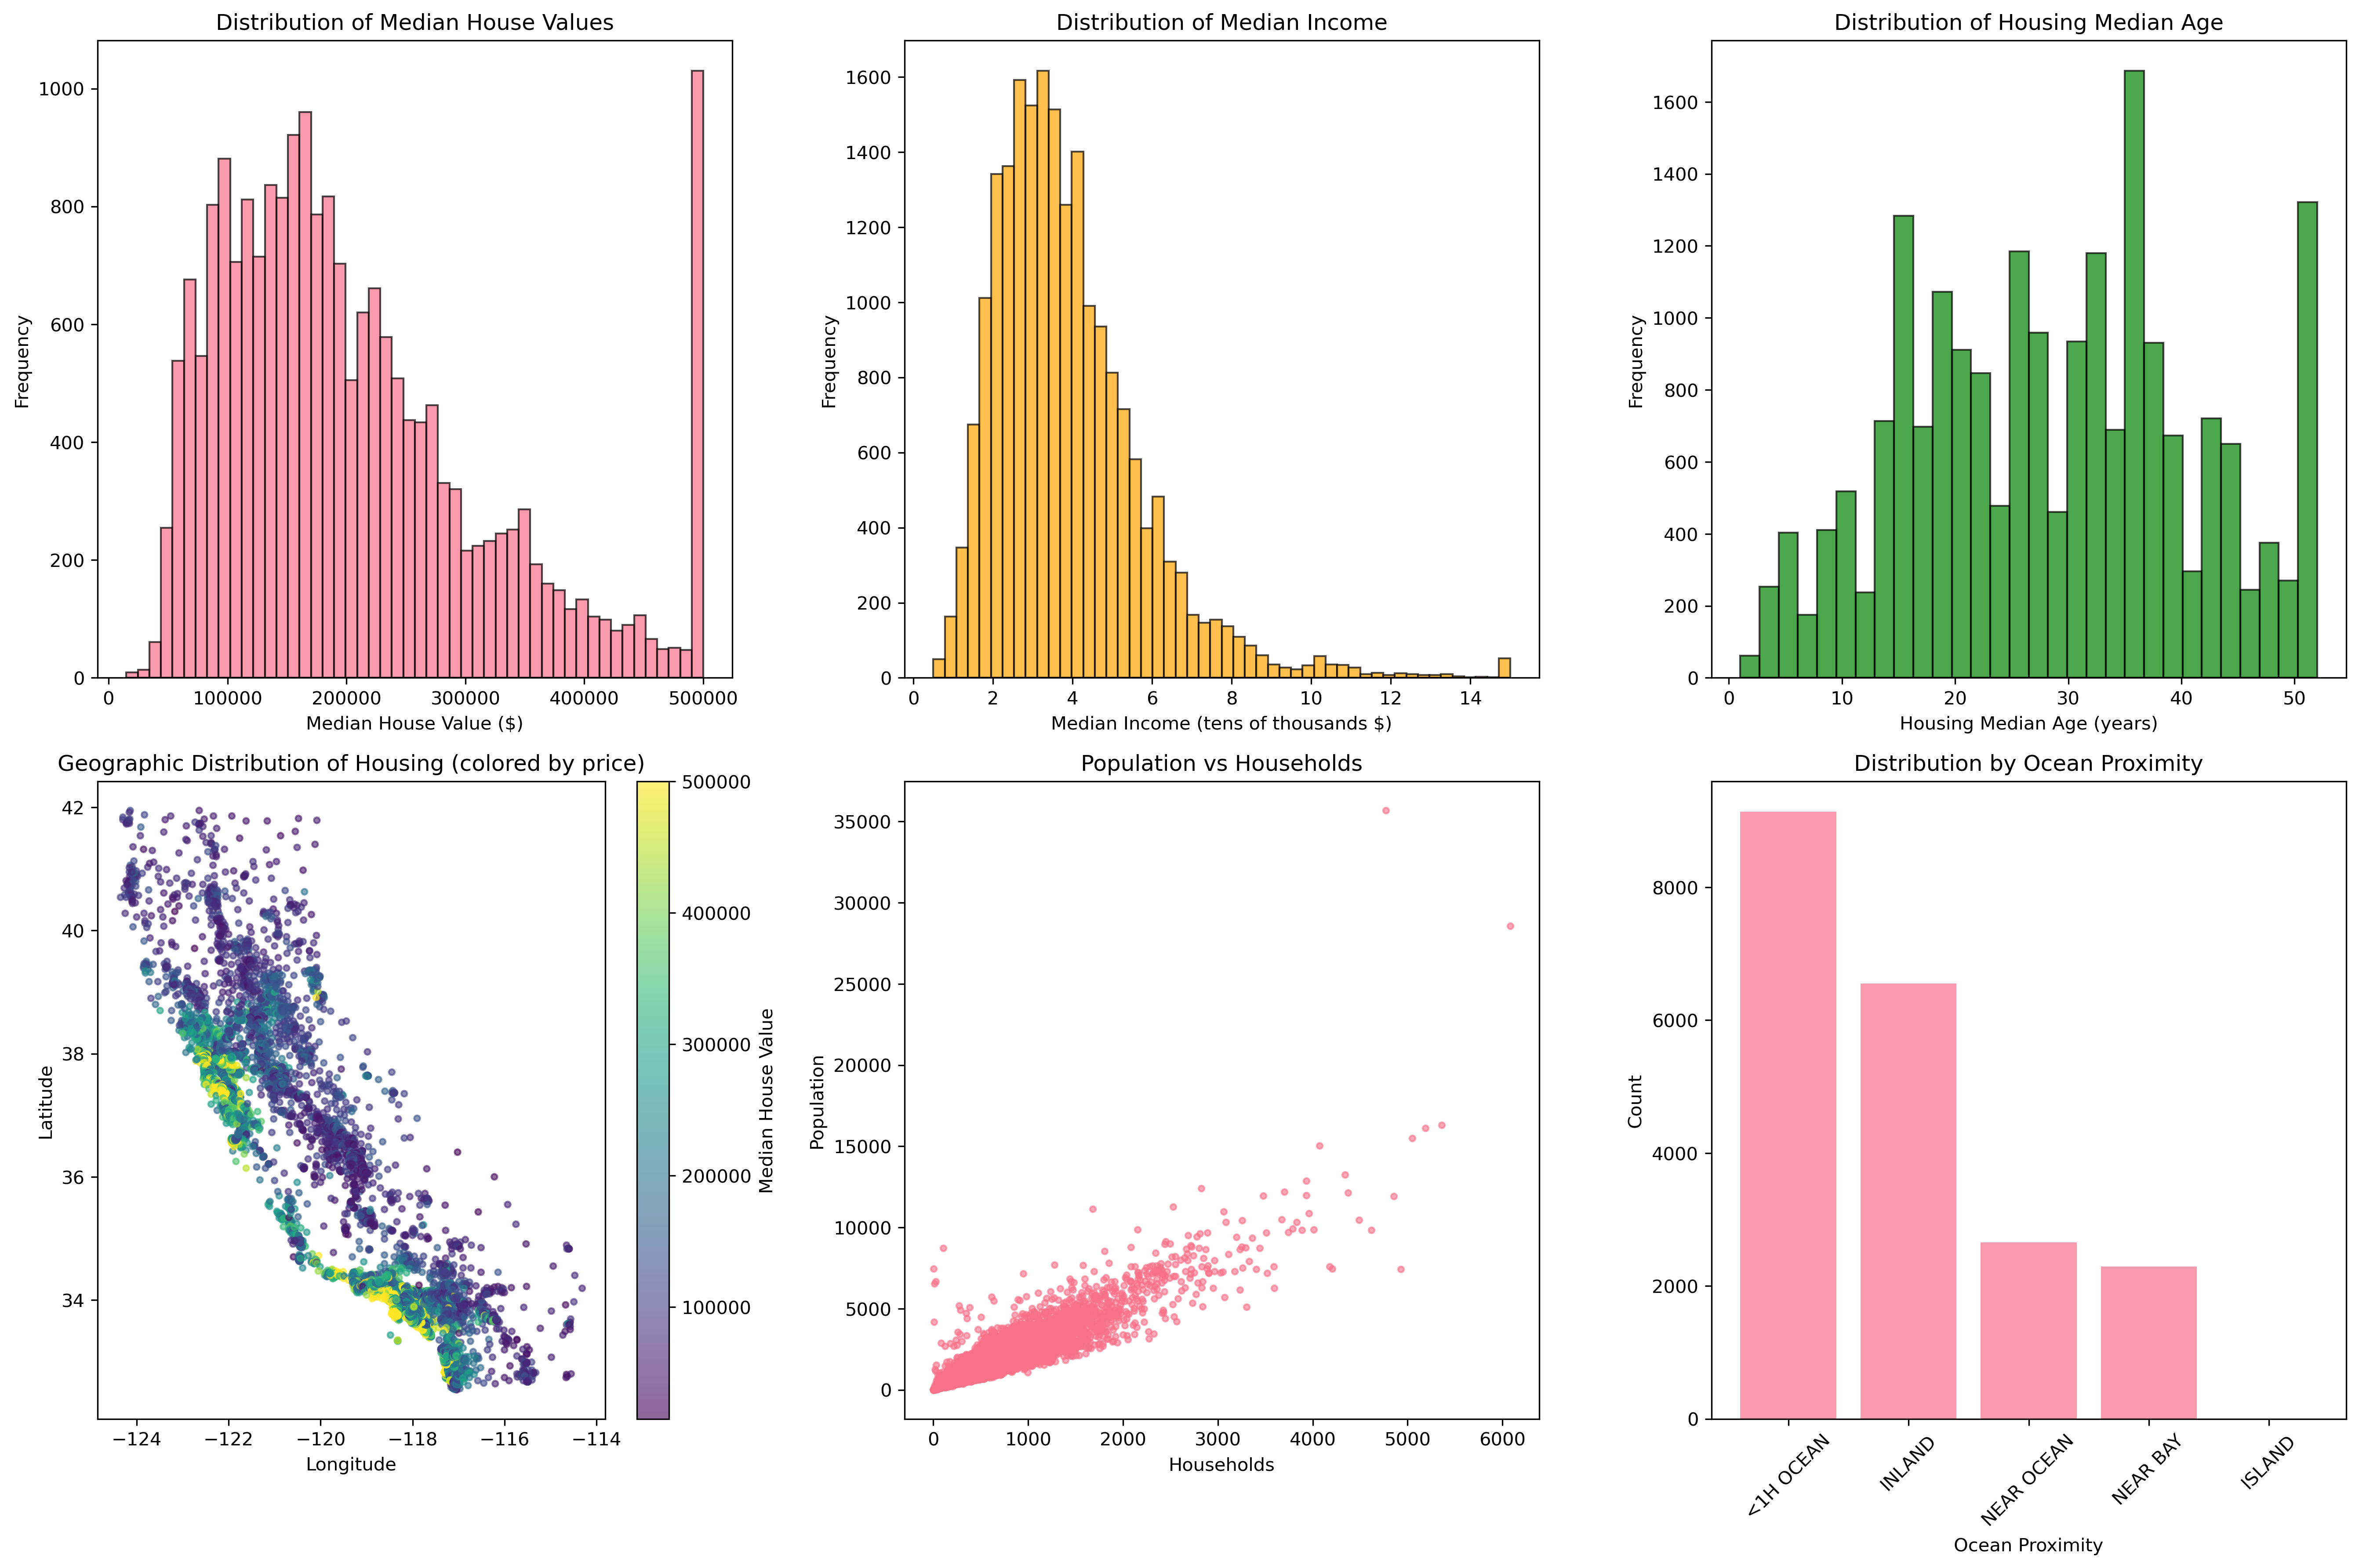 Distribution of Median House Values
1000
800
600
400
200
0
Frequency
0 100000 200000 300000 400000 500000
Median House Value ($)
Distribution of Median Income
1600
1400
1200
1000
800
600
400
200
0
Frequency
0 2 4 6 8 10 12 14
Median Income (tens of thousands $)
Distribution of Housing Median Age
1600
1400
1200
1000
800
600
400
200
0
Frequency
0 10 20 30 40 50
Housing Median Age (years)
Geographic Distribution of Housing (colored by price)
42
40
38
36
34
Latitude
−124 −122 −120 −118 −116 −114
Longitude
500000
400000
300000
200000
100000
Median House Value
Population vs Households
35000
30000
25000
20000
15000
10000
5000
0
Population
0 1000 2000 3000 4000 5000 6000
Households
Distribution by Ocean Proximity
8000
6000
4000
2000
0
Count
<1H OCEAN
INLAND
NEAR OCEAN
NEAR BAY
ISLAND
Ocean Proximity